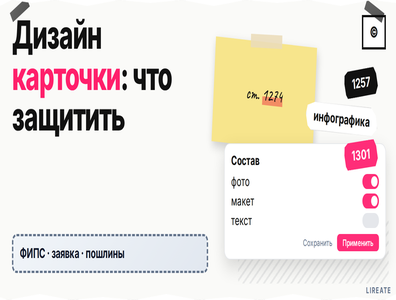 Дизайн
карточки: что
защитить
©
1257
ст. 1274
инфографика
1301
Состав
фото
макет
текст
Сохранить Применить
ФИПС · заявка · пошлины
LIREATE